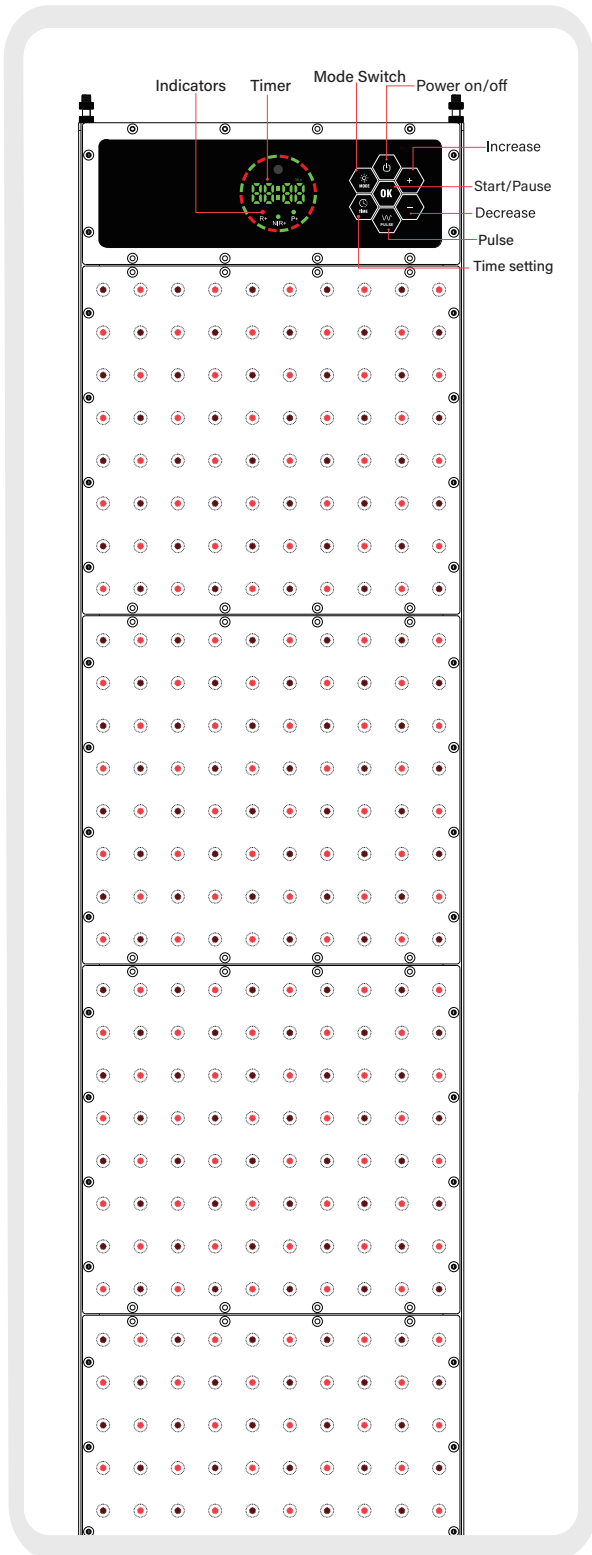 Indicators
Timer
Mode Switch
Power on/off
Increase
Start/Pause
Decrease
Pulse
Time setting
88:88
R+
NIR+
P+
MODE
+
OK
TIME
−
PULSE